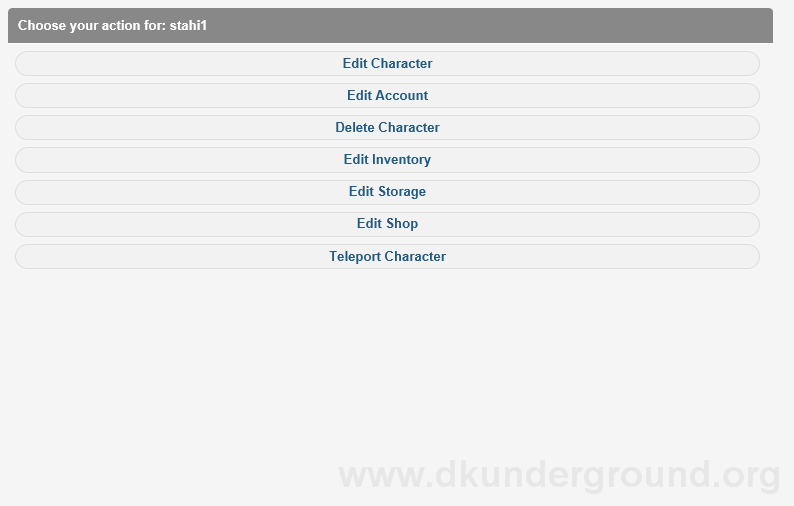 Choose your action for: stahi1
Edit Character
Edit Account
Delete Character
Edit Inventory
Edit Storage
Edit Shop
Teleport Character
www.dkunderground.org